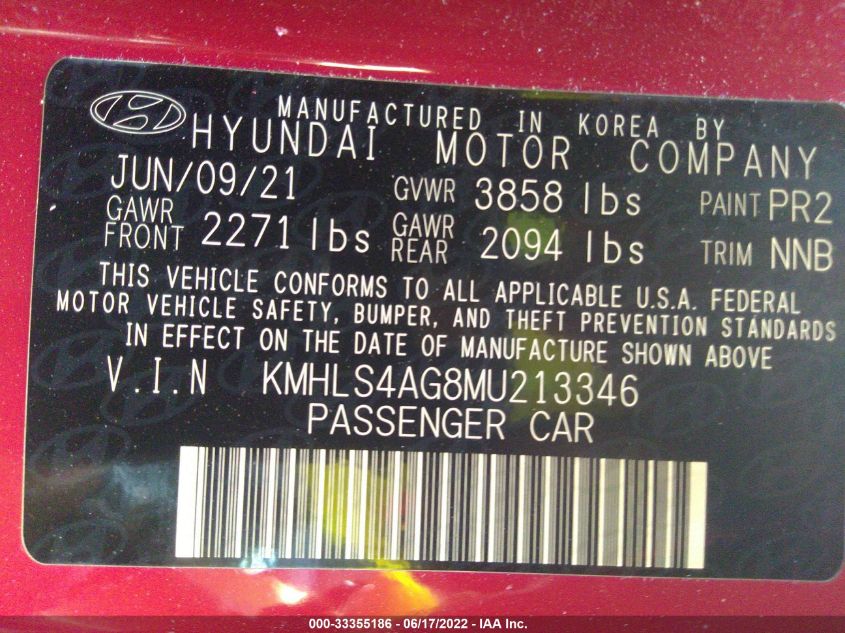 MANUFACTURED IN KOREA BY
HYUNDAI MOTOR COMPANY
JUN/09/21 GVWR 3858 lbs PAINT PR2
GAWR FRONT 2271 lbs GAWR REAR 2094 lbs TRIM NNB
THIS VEHICLE CONFORMS TO ALL APPLICABLE U.S.A. FEDERAL
MOTOR VEHICLE SAFETY, BUMPER, AND THEFT PREVENTION STANDARDS
IN EFFECT ON THE DATE OF MANUFACTURE SHOWN ABOVE
V.I.N KMHLS4AG8MU213346
PASSENGER CAR
000-33355186 - 06/17/2022 - IAA Inc.